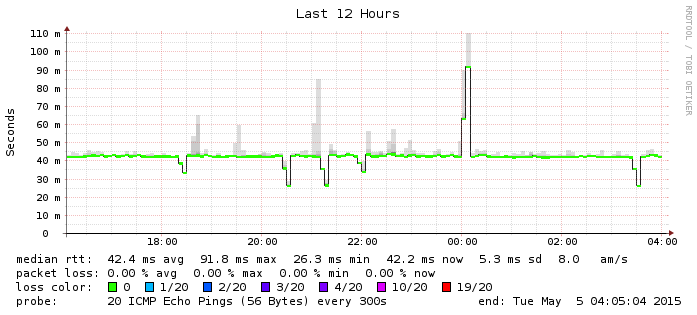 Last 12 Hours
RRDTOOL / TOBI OETIKER
Seconds
110 m
100 m
90 m
80 m
70 m
60 m
50 m
40 m
30 m
20 m
10 m
0
18:00 20:00 22:00 00:00 02:00 04:00
median rtt: 42.4 ms avg 91.8 ms max 26.3 ms min 42.2 ms now 5.3 ms sd 8.0 am/s
packet loss: 0.00 % avg 0.00 % max 0.00 % min 0.00 % now
loss color: 0 1/20 2/20 3/20 4/20 10/20 19/20
probe: 20 ICMP Echo Pings (56 Bytes) every 300s end: Tue May 5 04:05:04 2015